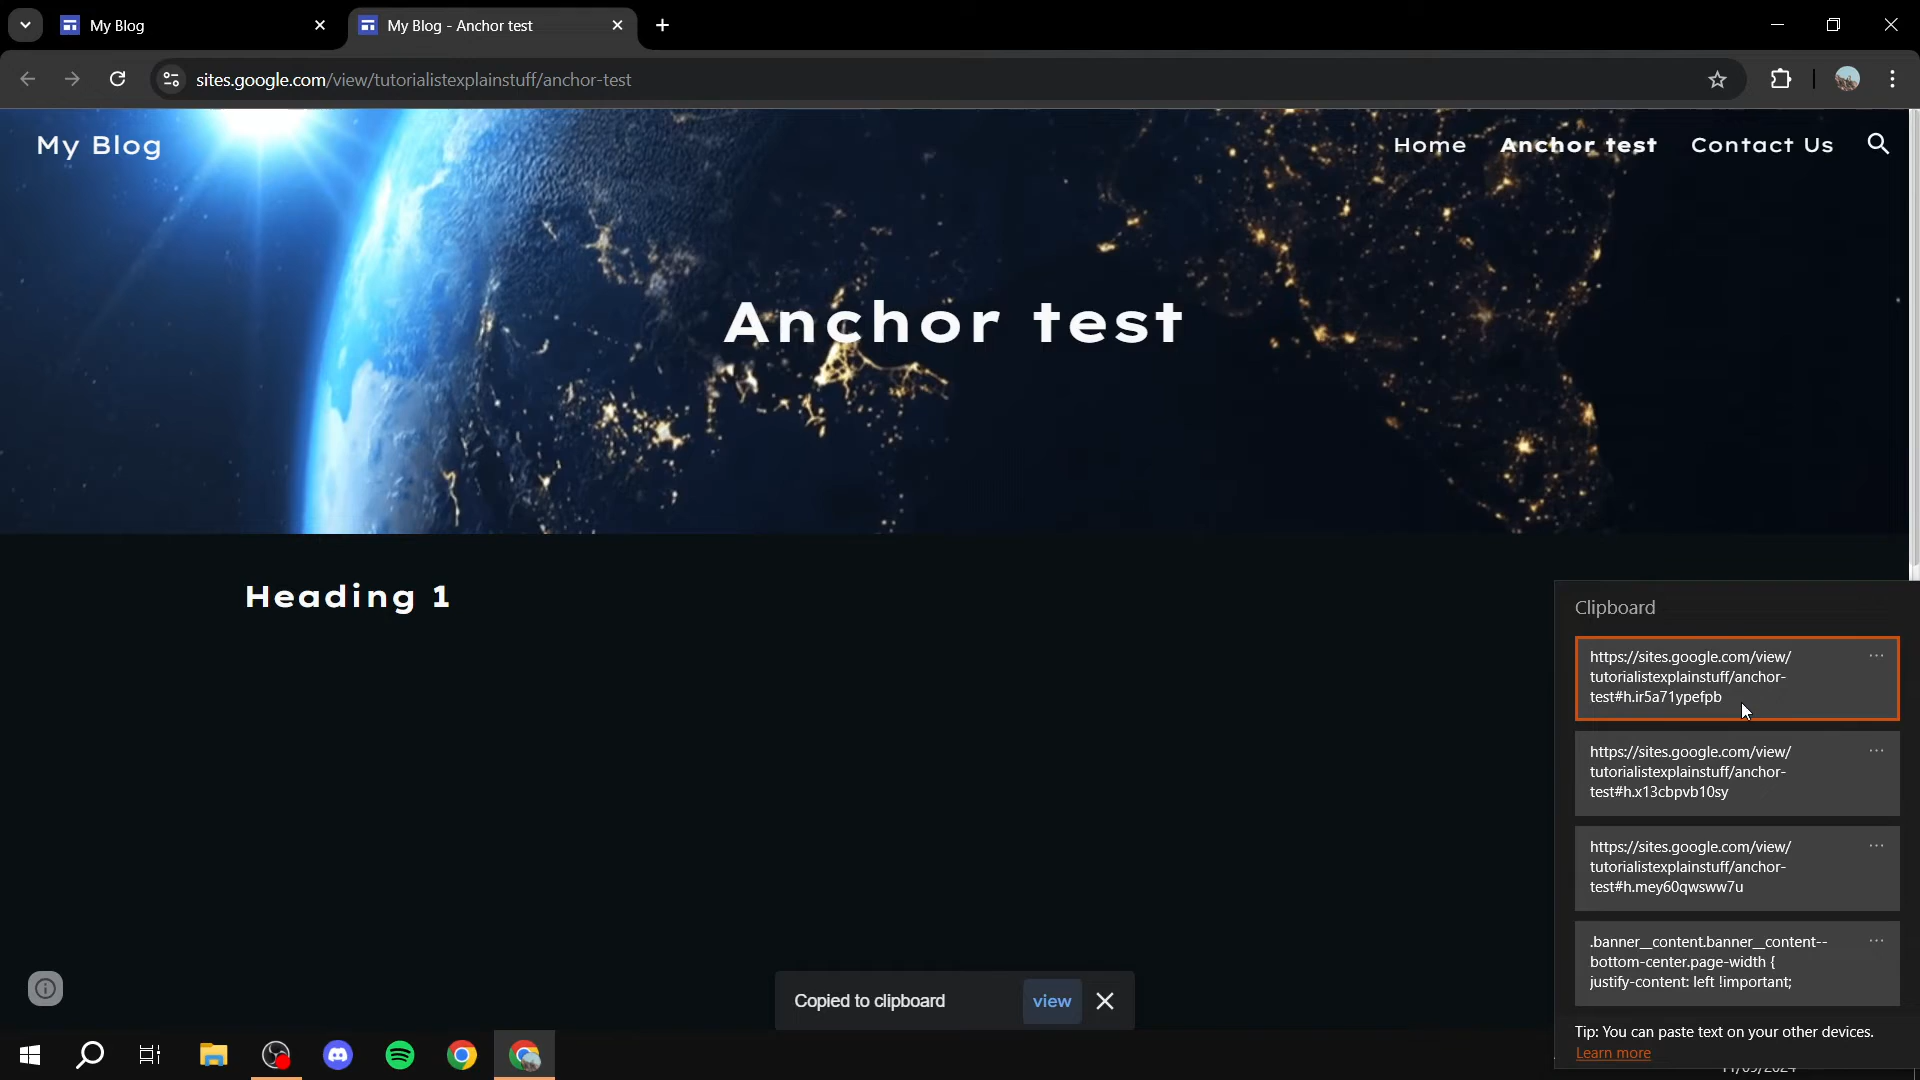 My Blog
My Blog - Anchor test
sites.google.com/view/tutorialistexplainstuff/anchor-test
My Blog
Home
Anchor test
Contact Us
Anchor test
Heading 1
Clipboard
https://sites.google.com/view/
tutorialistexplainstuff/anchor-
test#h.ir5a71ypefpb
https://sites.google.com/view/
tutorialistexplainstuff/anchor-
test#h.x13cbpvb10sy
https://sites.google.com/view/
tutorialistexplainstuff/anchor-
test#h.mey60qwsww7u
.banner__content.banner__content--
bottom-center.page-width {
justify-content: left !important;
Tip: You can paste text on your other devices.
Learn more
Copied to clipboard
view